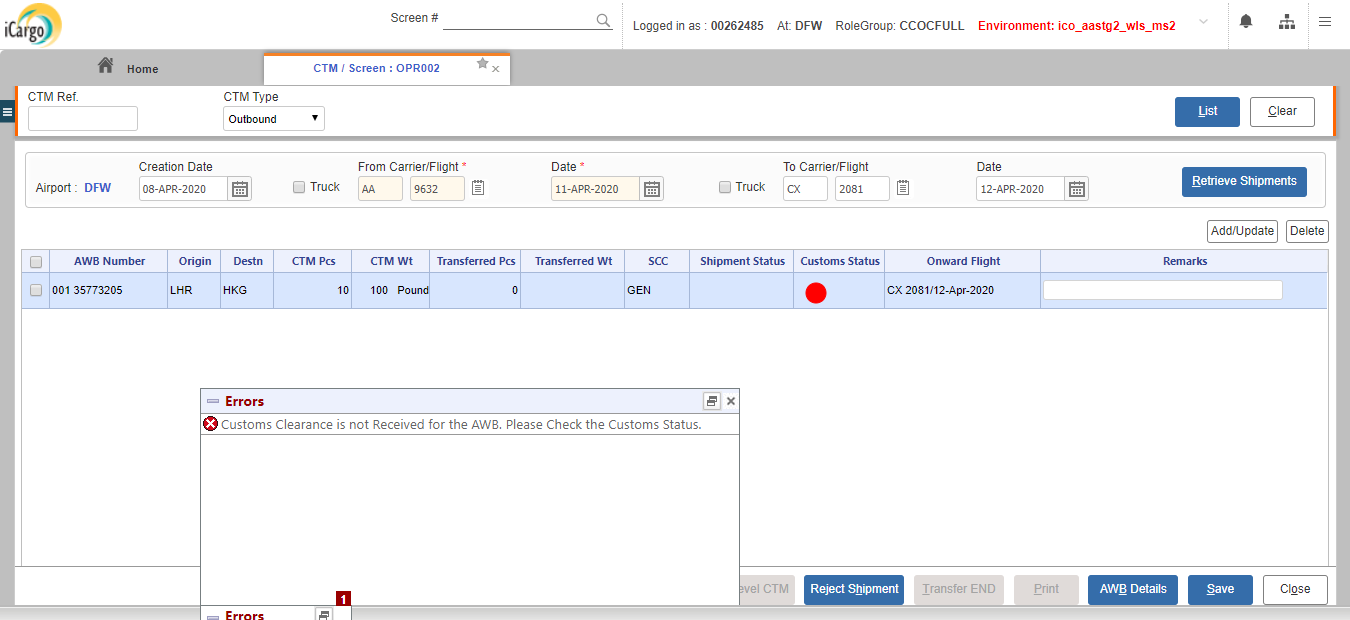 iCargo
Screen #
Logged in as : 00262485 At: DFW RoleGroup: CCOCFULL Environment: ico_aastg2_wls_ms2
Home
CTM / Screen : OPR002
CTM Ref.
CTM Type
Outbound
List
Clear
Creation Date
From Carrier/Flight *
Date *
To Carrier/Flight
Date
Airport : DFW
08-APR-2020
Truck
AA
9632
11-APR-2020
Truck
CX
2081
12-APR-2020
Retrieve Shipments
Add/Update
Delete
AWB Number Origin Destn CTM Pcs CTM Wt Transferred Pcs Transferred Wt SCC Shipment Status Customs Status Onward Flight Remarks
001 35773205 LHR HKG 10 100 Pound 0 GEN CX 2081/12-Apr-2020
Errors
Customs Clearance is not Received for the AWB. Please Check the Customs Status.
CTM
Reject Shipment
Transfer END
Print
AWB Details
Save
Close
1
Errors